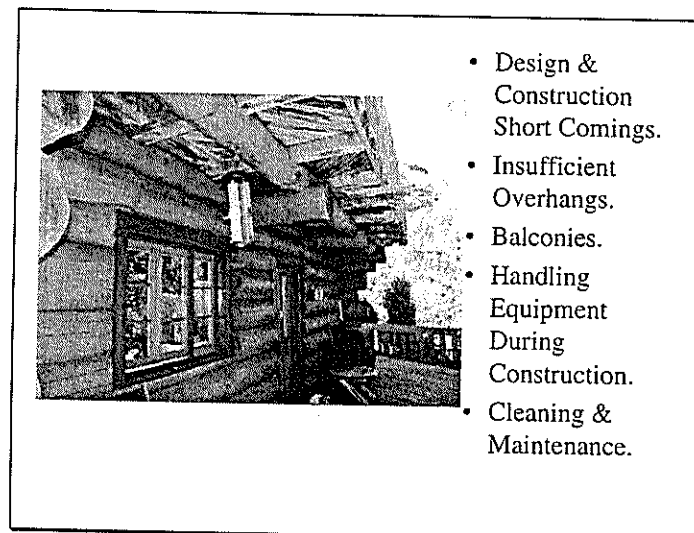 • Design &
Construction
Short Comings.
• Insufficient
Overhangs.
• Balconies.
• Handling
Equipment
During
Construction.
• Cleaning &
Maintenance.